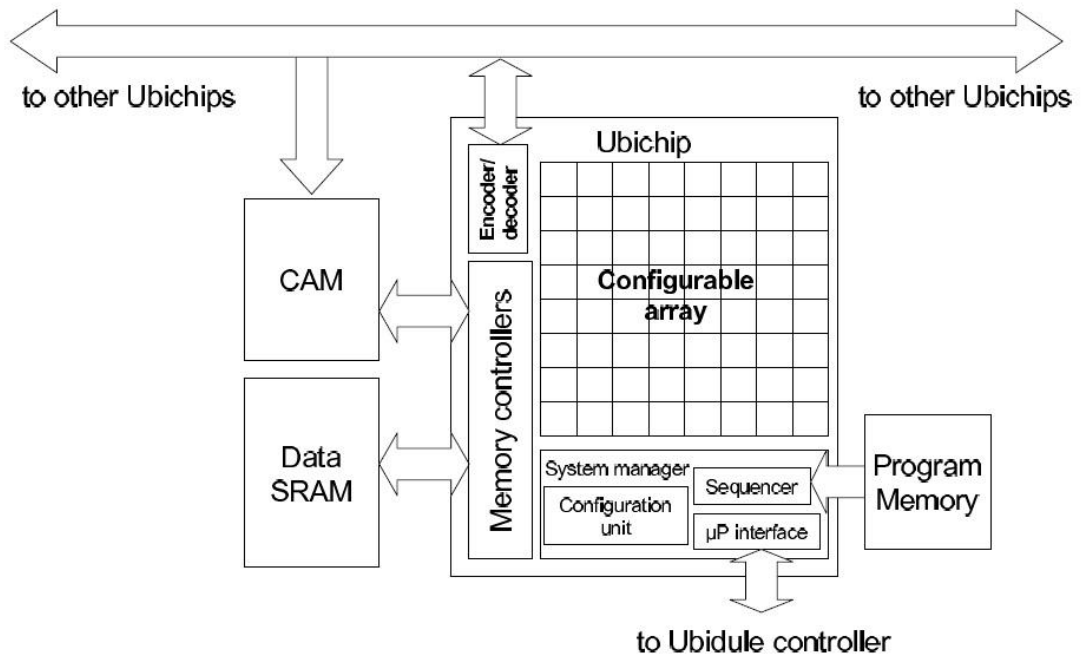 to other Ubichips
to other Ubichips
Ubichip
Encoder/
decoder
CAM
Configurable
array
Memory controllers
Data
SRAM
System manager
Sequencer
Configuration
unit
µP interface
Program
Memory
to Ubidule controller